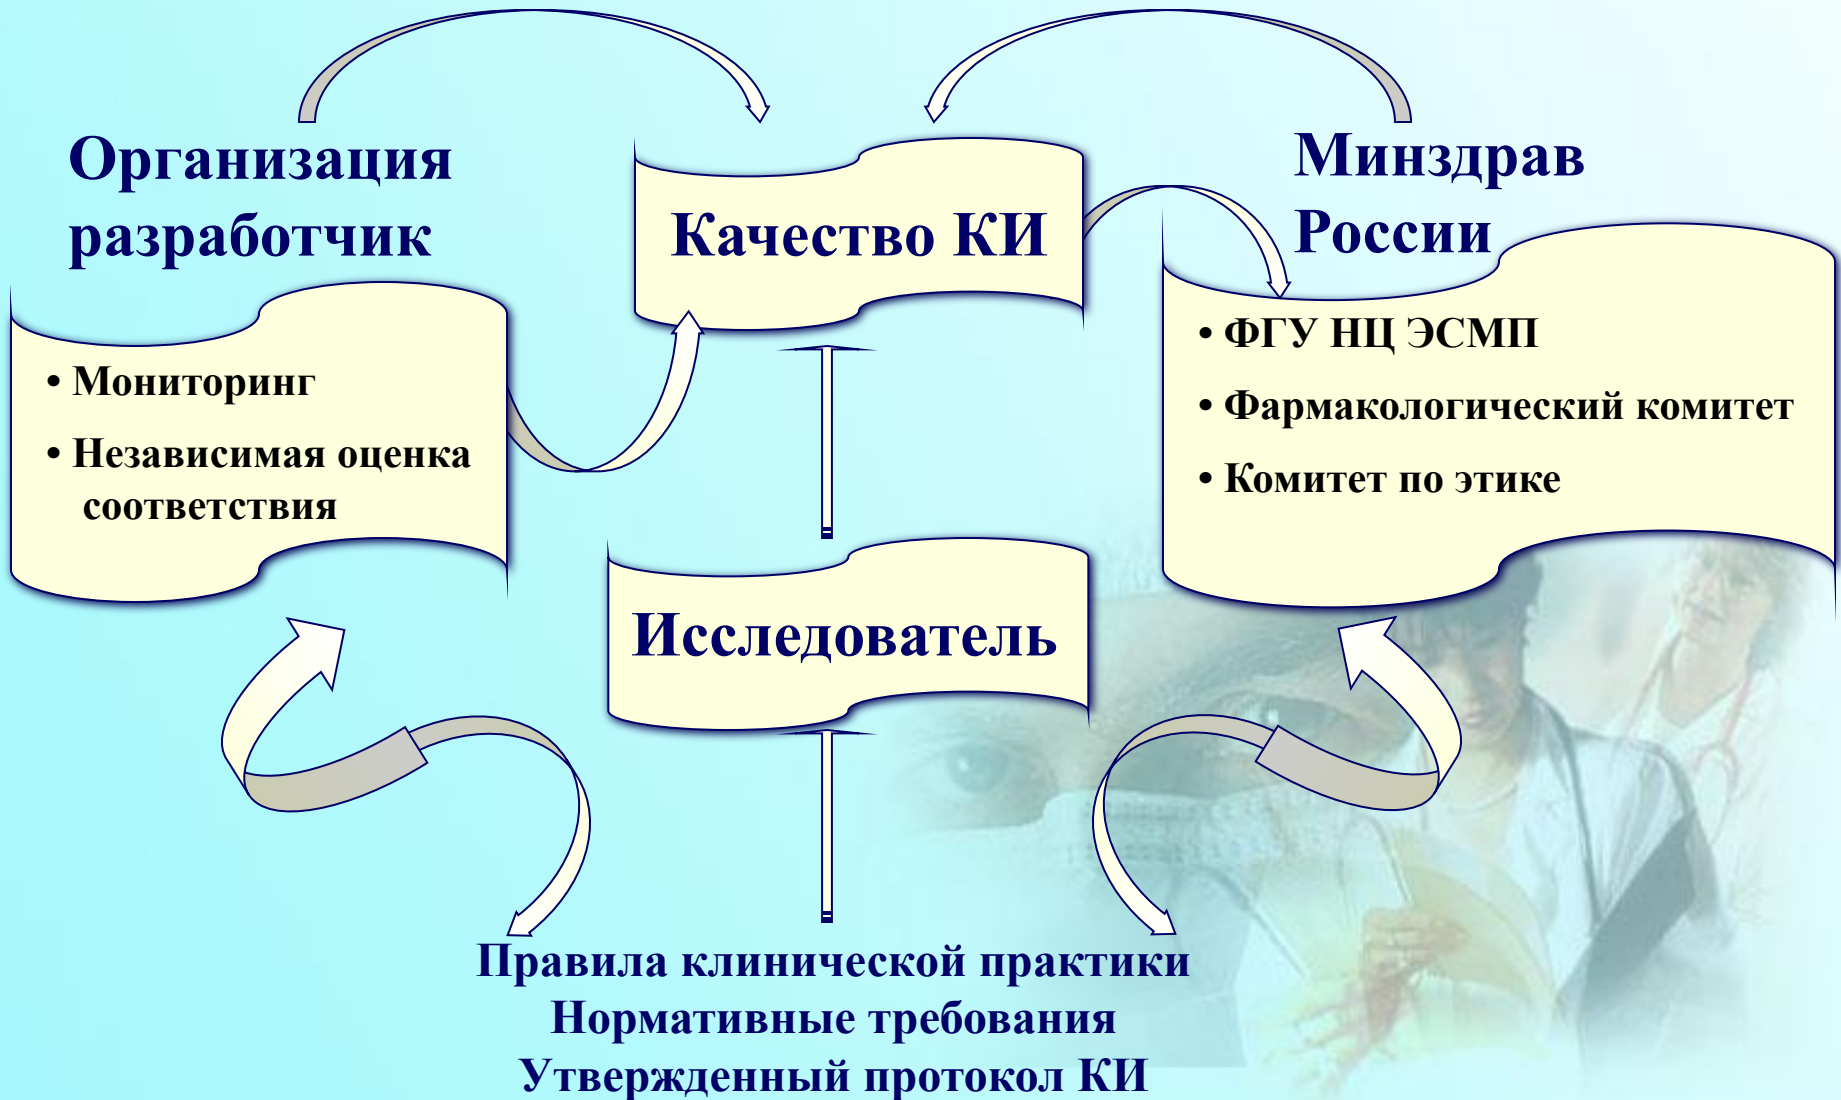 Организация
разработчик
Качество КИ
Минздрав
России
• Мониторинг
• Независимая оценка
соответствия
• ФГУ НЦ ЭСМП
• Фармакологический комитет
• Комитет по этике
Исследователь
Правила клинической практики
Нормативные требования
Утвержденный протокол КИ